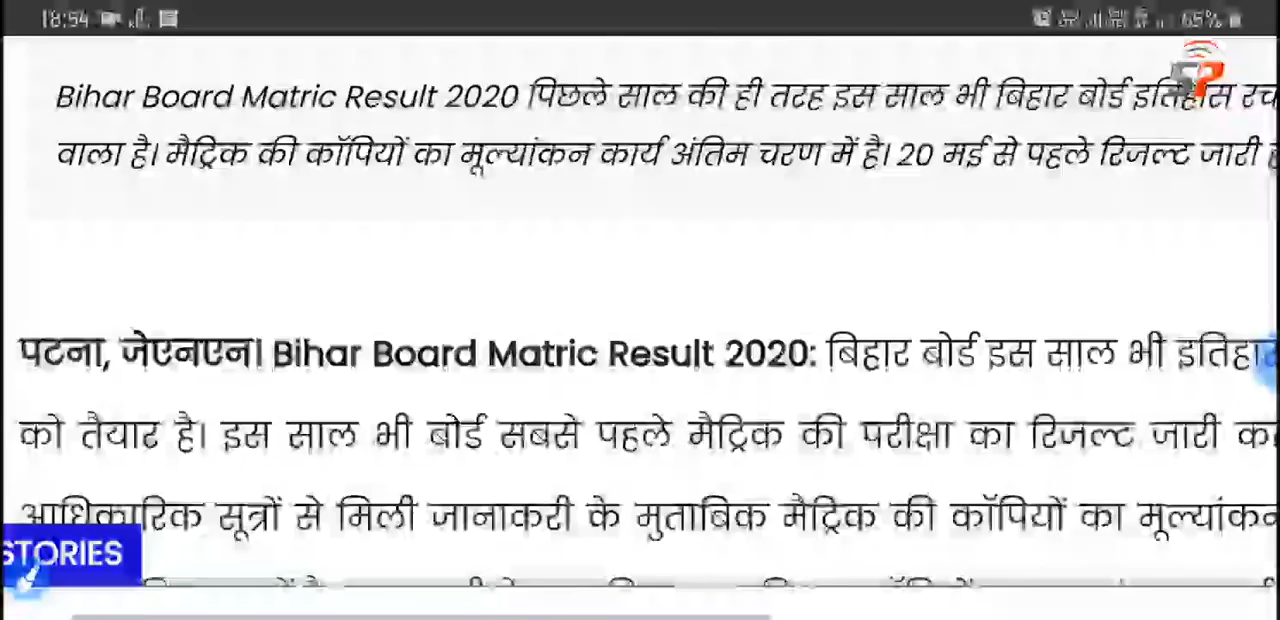 18:54
65%
Bihar Board Matric Result 2020 पिछले साल की ही तरह इस साल भी बिहार बोर्ड इतिहास रच
वाला है। मैट्रिक की कॉपियों का मूल्यांकन कार्य अंतिम चरण में है। 20 मई से पहले रिजल्ट जारी
पटना, जेएनएन। Bihar Board Matric Result 2020: बिहार बोर्ड इस साल भी इतिहास
को तैयार है। इस साल भी बोर्ड सबसे पहले मैट्रिक की परीक्षा का रिजल्ट जारी
आधिकारिक सूत्रों से मिली जानाकरी के मुताबिक मैट्रिक की कॉपियों का मूल्यांकन
STORIES